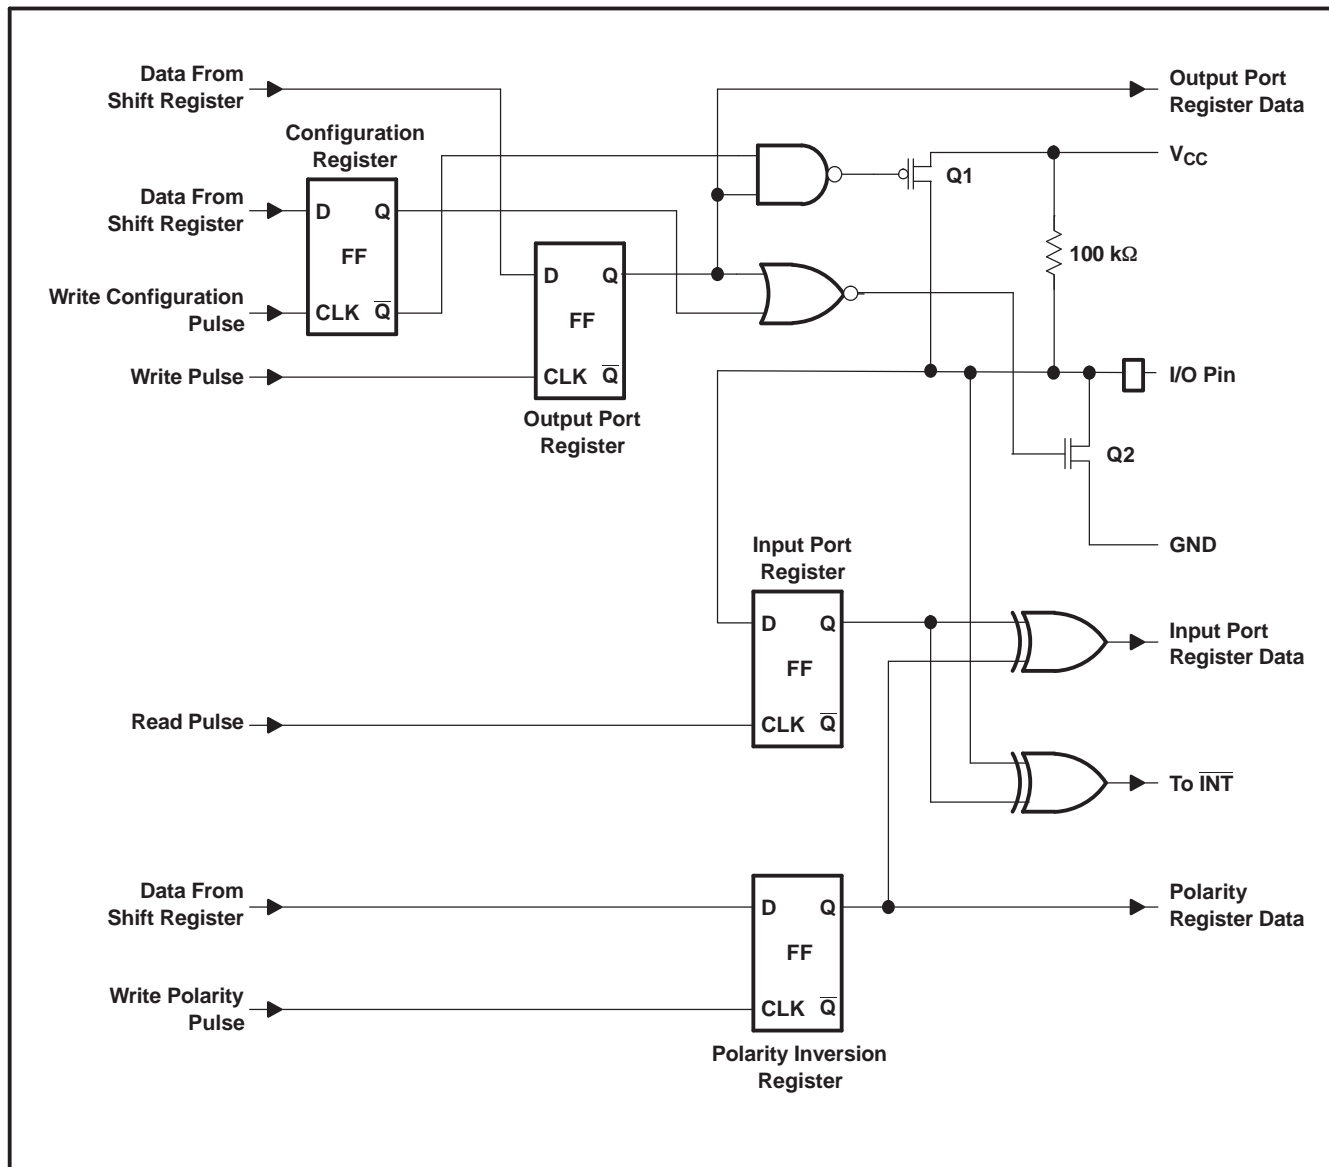 Data From
Shift Register
Output Port
Register Data
Configuration
Register
VCC
Q1
Data From
Shift Register
D Q
FF
CLK Q̅
D Q
FF
CLK Q̅
100 kΩ
Write Configuration
Pulse
Write Pulse
I/O Pin
Output Port
Register
Q2
GND
Input Port
Register
D Q
FF
CLK Q̅
Input Port
Register Data
Read Pulse
To I̅N̅T̅
Data From
Shift Register
D Q
FF
CLK Q̅
Polarity
Register Data
Write Polarity
Pulse
Polarity Inversion
Register